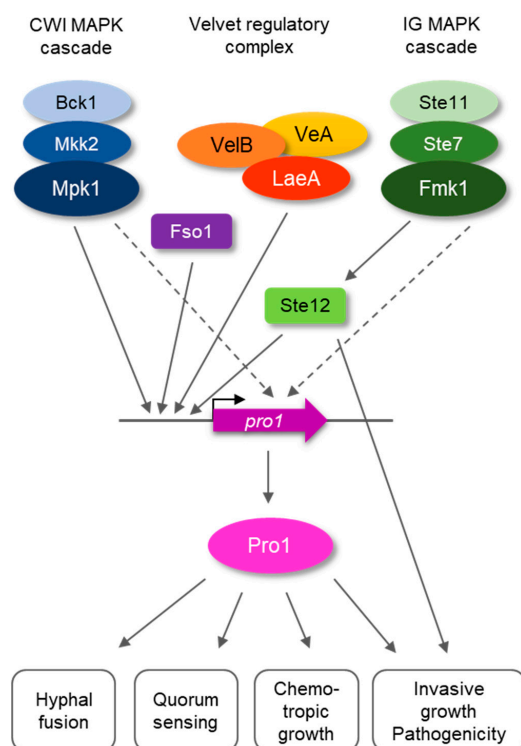 CWI MAPK
cascade
Velvet regulatory
complex
IG MAPK
cascade
Bck1
Mkk2
Mpk1
VelB
VeA
LaeA
Ste11
Ste7
Fmk1
Fso1
Ste12
pro1
Pro1
Hyphal
fusion
Quorum
sensing
Chemo-
tropic
growth
Invasive
growth
Pathogenicity